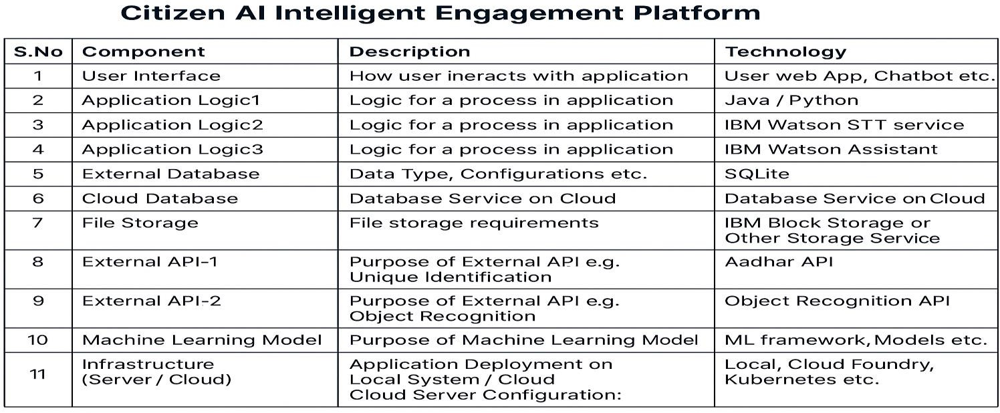 Citizen AI Intelligent Engagement Platform
S.No Component Description Technology
1 User Interface How user ineracts with application User web App, Chatbot etc.
2 Application Logic1 Logic for a process in application Java / Python
3 Application Logic2 Logic for a process in application IBM Watson STT service
4 Application Logic3 Logic for a process in application IBM Watson Assistant
5 External Database Data Type, Configurations etc. SQLite
6 Cloud Database Database Service on Cloud Database Service on Cloud
7 File Storage File storage requirements IBM Block Storage or
Other Storage Service
8 External API-1 Purpose of External API e.g. Aadhar API
Unique Identification
9 External API-2 Purpose of External API e.g. Object Recognition API
Object Recognition
10 Machine Learning Model Purpose of Machine Learning Model ML framework, Models etc.
11 Infrastructure Application Deployment on Local, Cloud Foundry,
(Server / Cloud) Local System / Cloud Kubernetes etc.
Cloud Server Configuration: